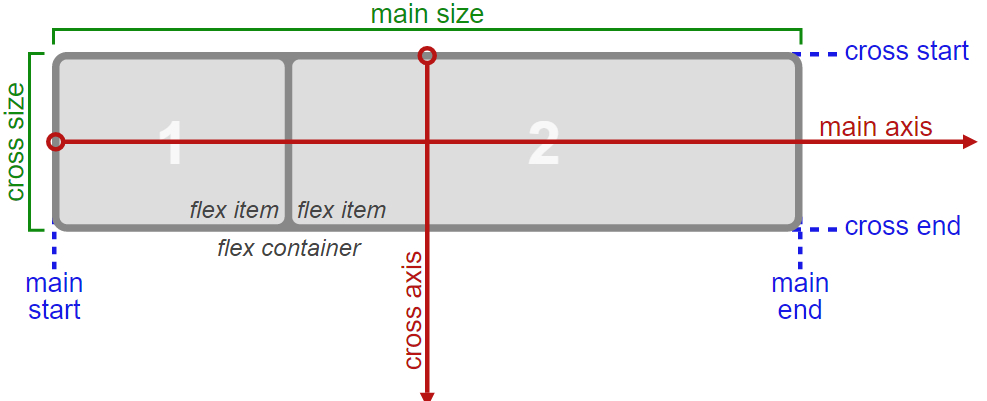 main size
cross start
cross size
main axis
1
2
flex item
flex item
cross end
flex container
cross axis
main
start
main
end